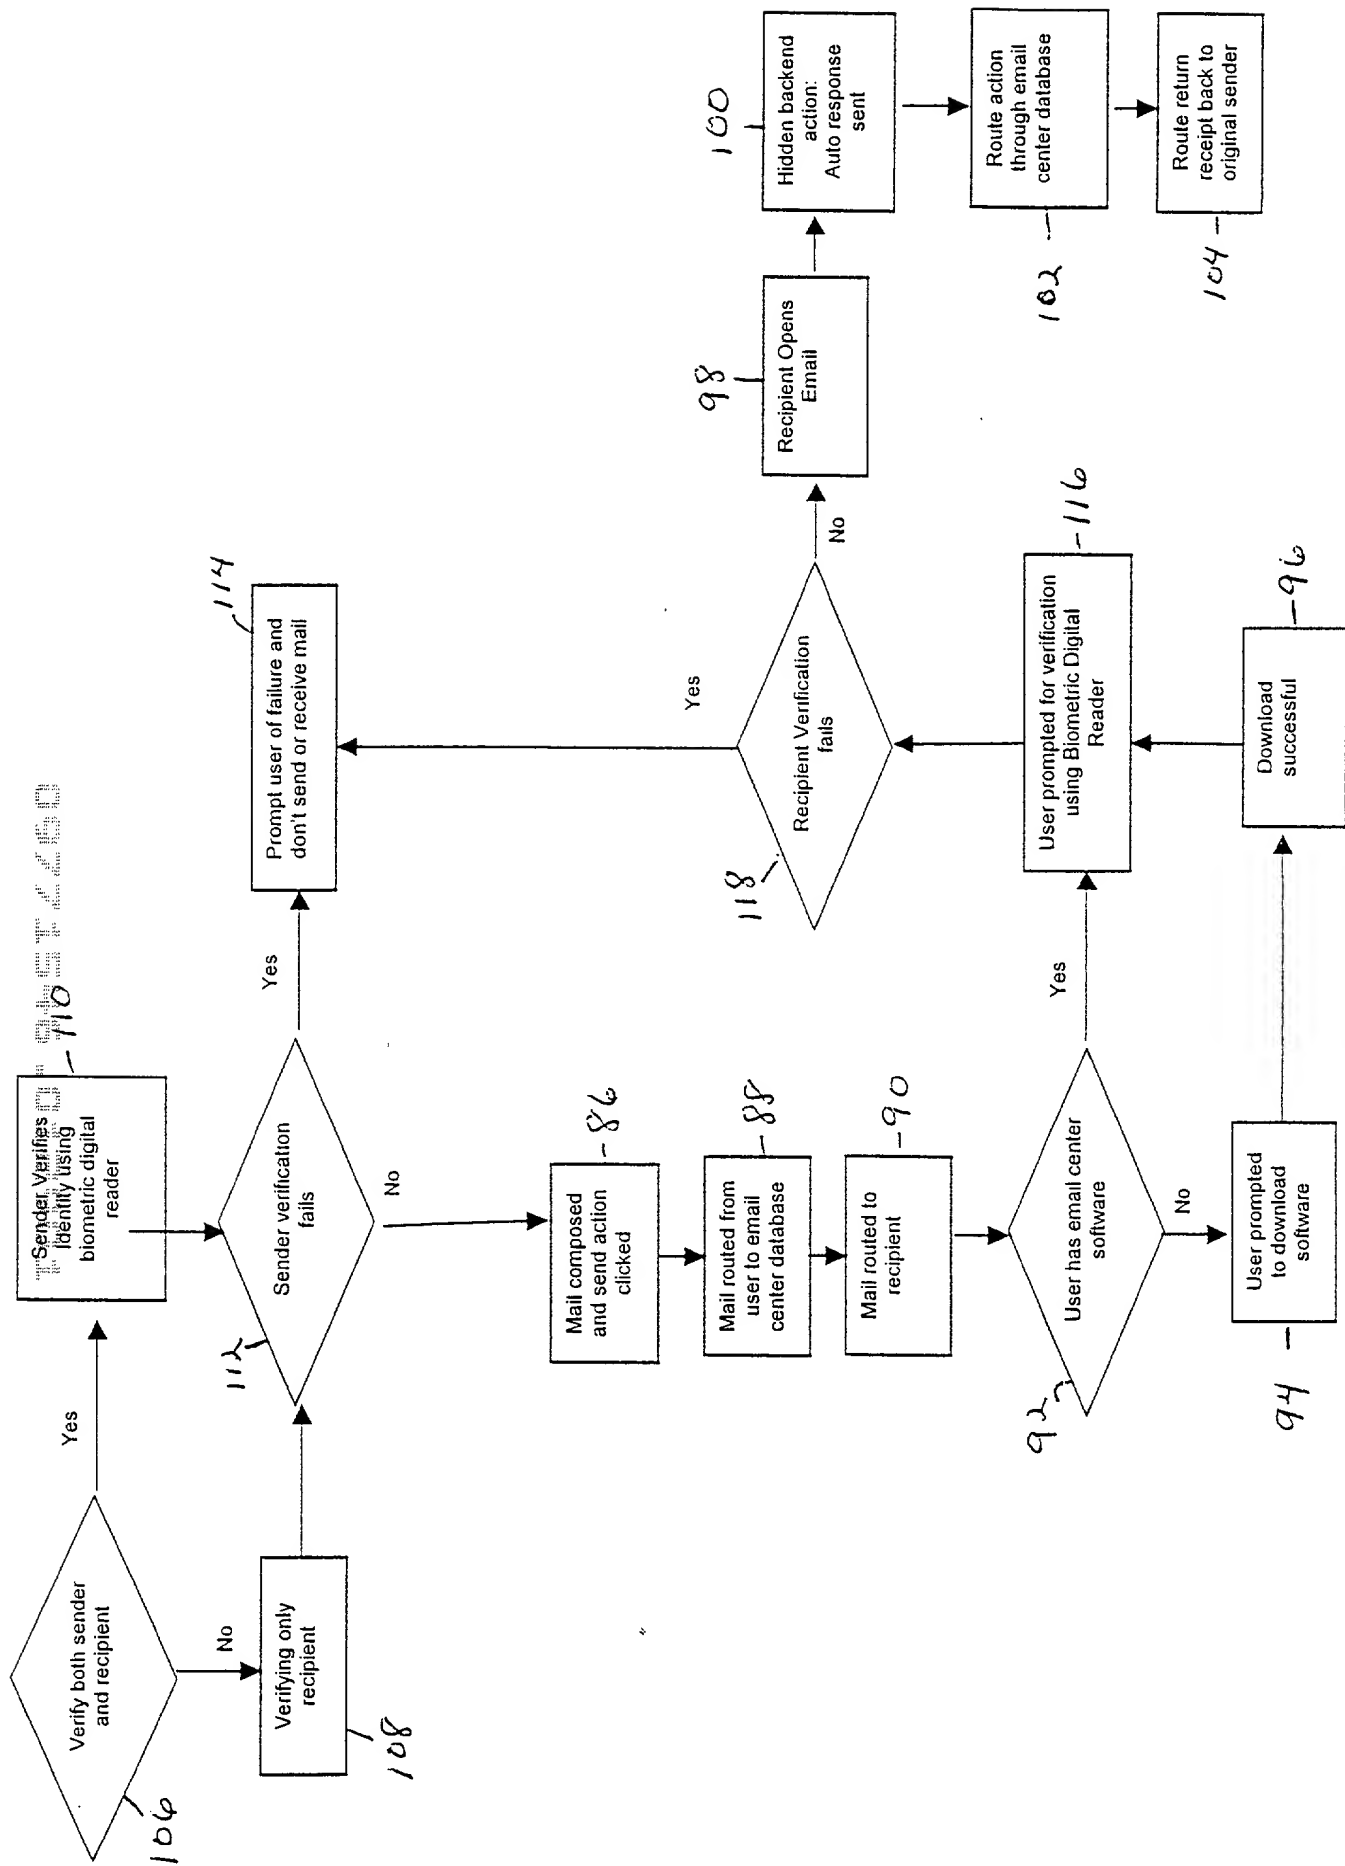 Verify both sender
and recipient
106
Yes
No
Verifying only
recipient
108
Sender Verifies
Identity using
biometric digital
reader
110
Sender verification
fails
112
Yes
No
Prompt user of failure and
don't send or receive mail
114
Mail composed
and send action
clicked
86
Mail routed from
user to email
center database
88
Mail routed to
recipient
90
User has email center
software
92
Yes
No
User prompted
to download
software
94
Download
successful
96
User prompted for verification
using Biometric Digital
Reader
116
Recipient Verification
fails
118
Yes
No
Recipient Opens
Email
98
Hidden backend
action:
Auto response
sent
100
Route action
through email
center database
102
Route return
receipt back to
original sender
104